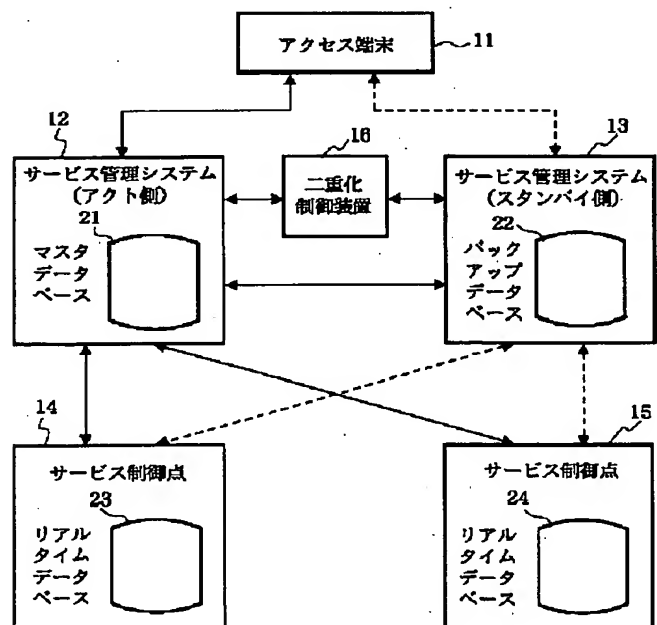 アクセス端末
11
12
サービス管理システム
(アクト側)
21
マスタ
データ
ベース
16
二重化
制御装置
13
サービス管理システム
(スタンバイ側)
22
バック
アップ
データ
ベース
14
サービス制御点
23
リアル
タイム
データ
ベース
15
サービス制御点
24
リアル
タイム
データ
ベース